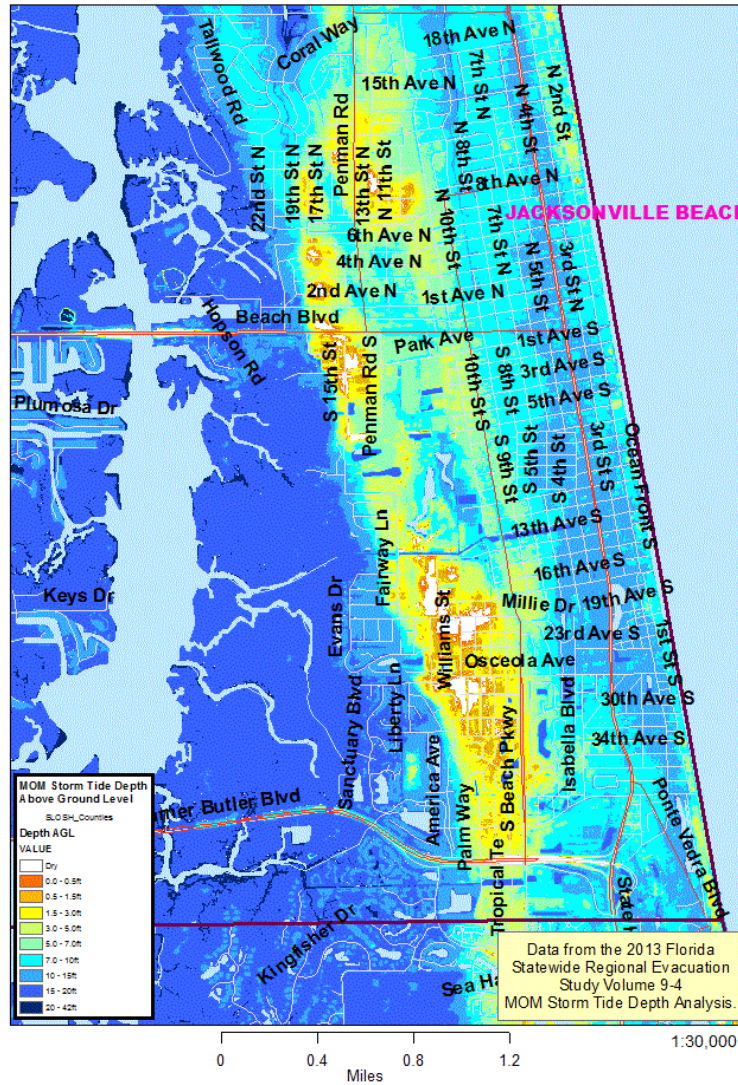 Tallwood Rd
Coral Way
18th Ave N
7th St N
N 2nd St
15th Ave N
N 4th St
Penman Rd
N 8th St
8th Ave N
22nd St N
19th St N
17th St N
13th St N
N 11th St
JACKSONVILLE BEACH
N 10th St
7th St N
6th Ave N
4th Ave N
N 5th St
3rd St N
2nd Ave N
1st Ave N
Beach Blvd
Hopson Rd
Park Ave
1st Ave S
S 15th St
Penman Rd S
10th St S
S 8th St
3rd Ave S
5th Ave S
Plumosa Dr
S 9th St
S 5th St
S 4th St
3rd St S
Ocean Front S
13th Ave S
Fairway Ln
16th Ave S
Keys Dr
Evans Dr
Williams St
Millie Dr
19th Ave S
23rd Ave S
1st St S
Osceola Ave
Sanctuary Blvd
Liberty Ln
S Beach Pkwy
Isabella Blvd
30th Ave S
34th Ave S
America Ave
Palm Way
Ponte Vedra Blvd
Butler Blvd
Tropical Te
State
Kingfisher Dr
Sea
MOM Storm Tide Depth
Above Ground Level
SLOSH_Counties
Depth AGL
VALUE
Dry
0.0 - 0.5ft
0.5 - 1.5ft
1.5 - 3.0ft
3.0 - 5.0ft
5.0 - 7.0ft
7.0 - 10ft
10 - 15ft
15 - 20ft
20 - 42ft
Data from the 2013 Florida
Statewide Regional Evacuation
Study Volume 9-4
MOM Storm Tide Depth Analysis.
1:30,000
0 0.4 0.8 1.2
Miles